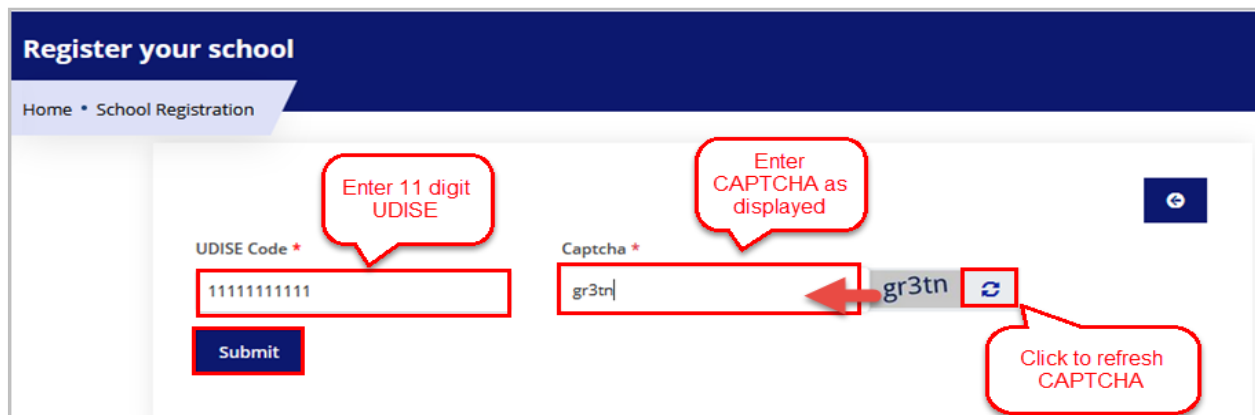 Register your school
Home • School Registration
Enter 11 digit
UDISE
Enter
CAPTCHA as
displayed
UDISE Code *
Captcha *
11111111111
gr3tn
gr3tn
Submit
Click to refresh
CAPTCHA